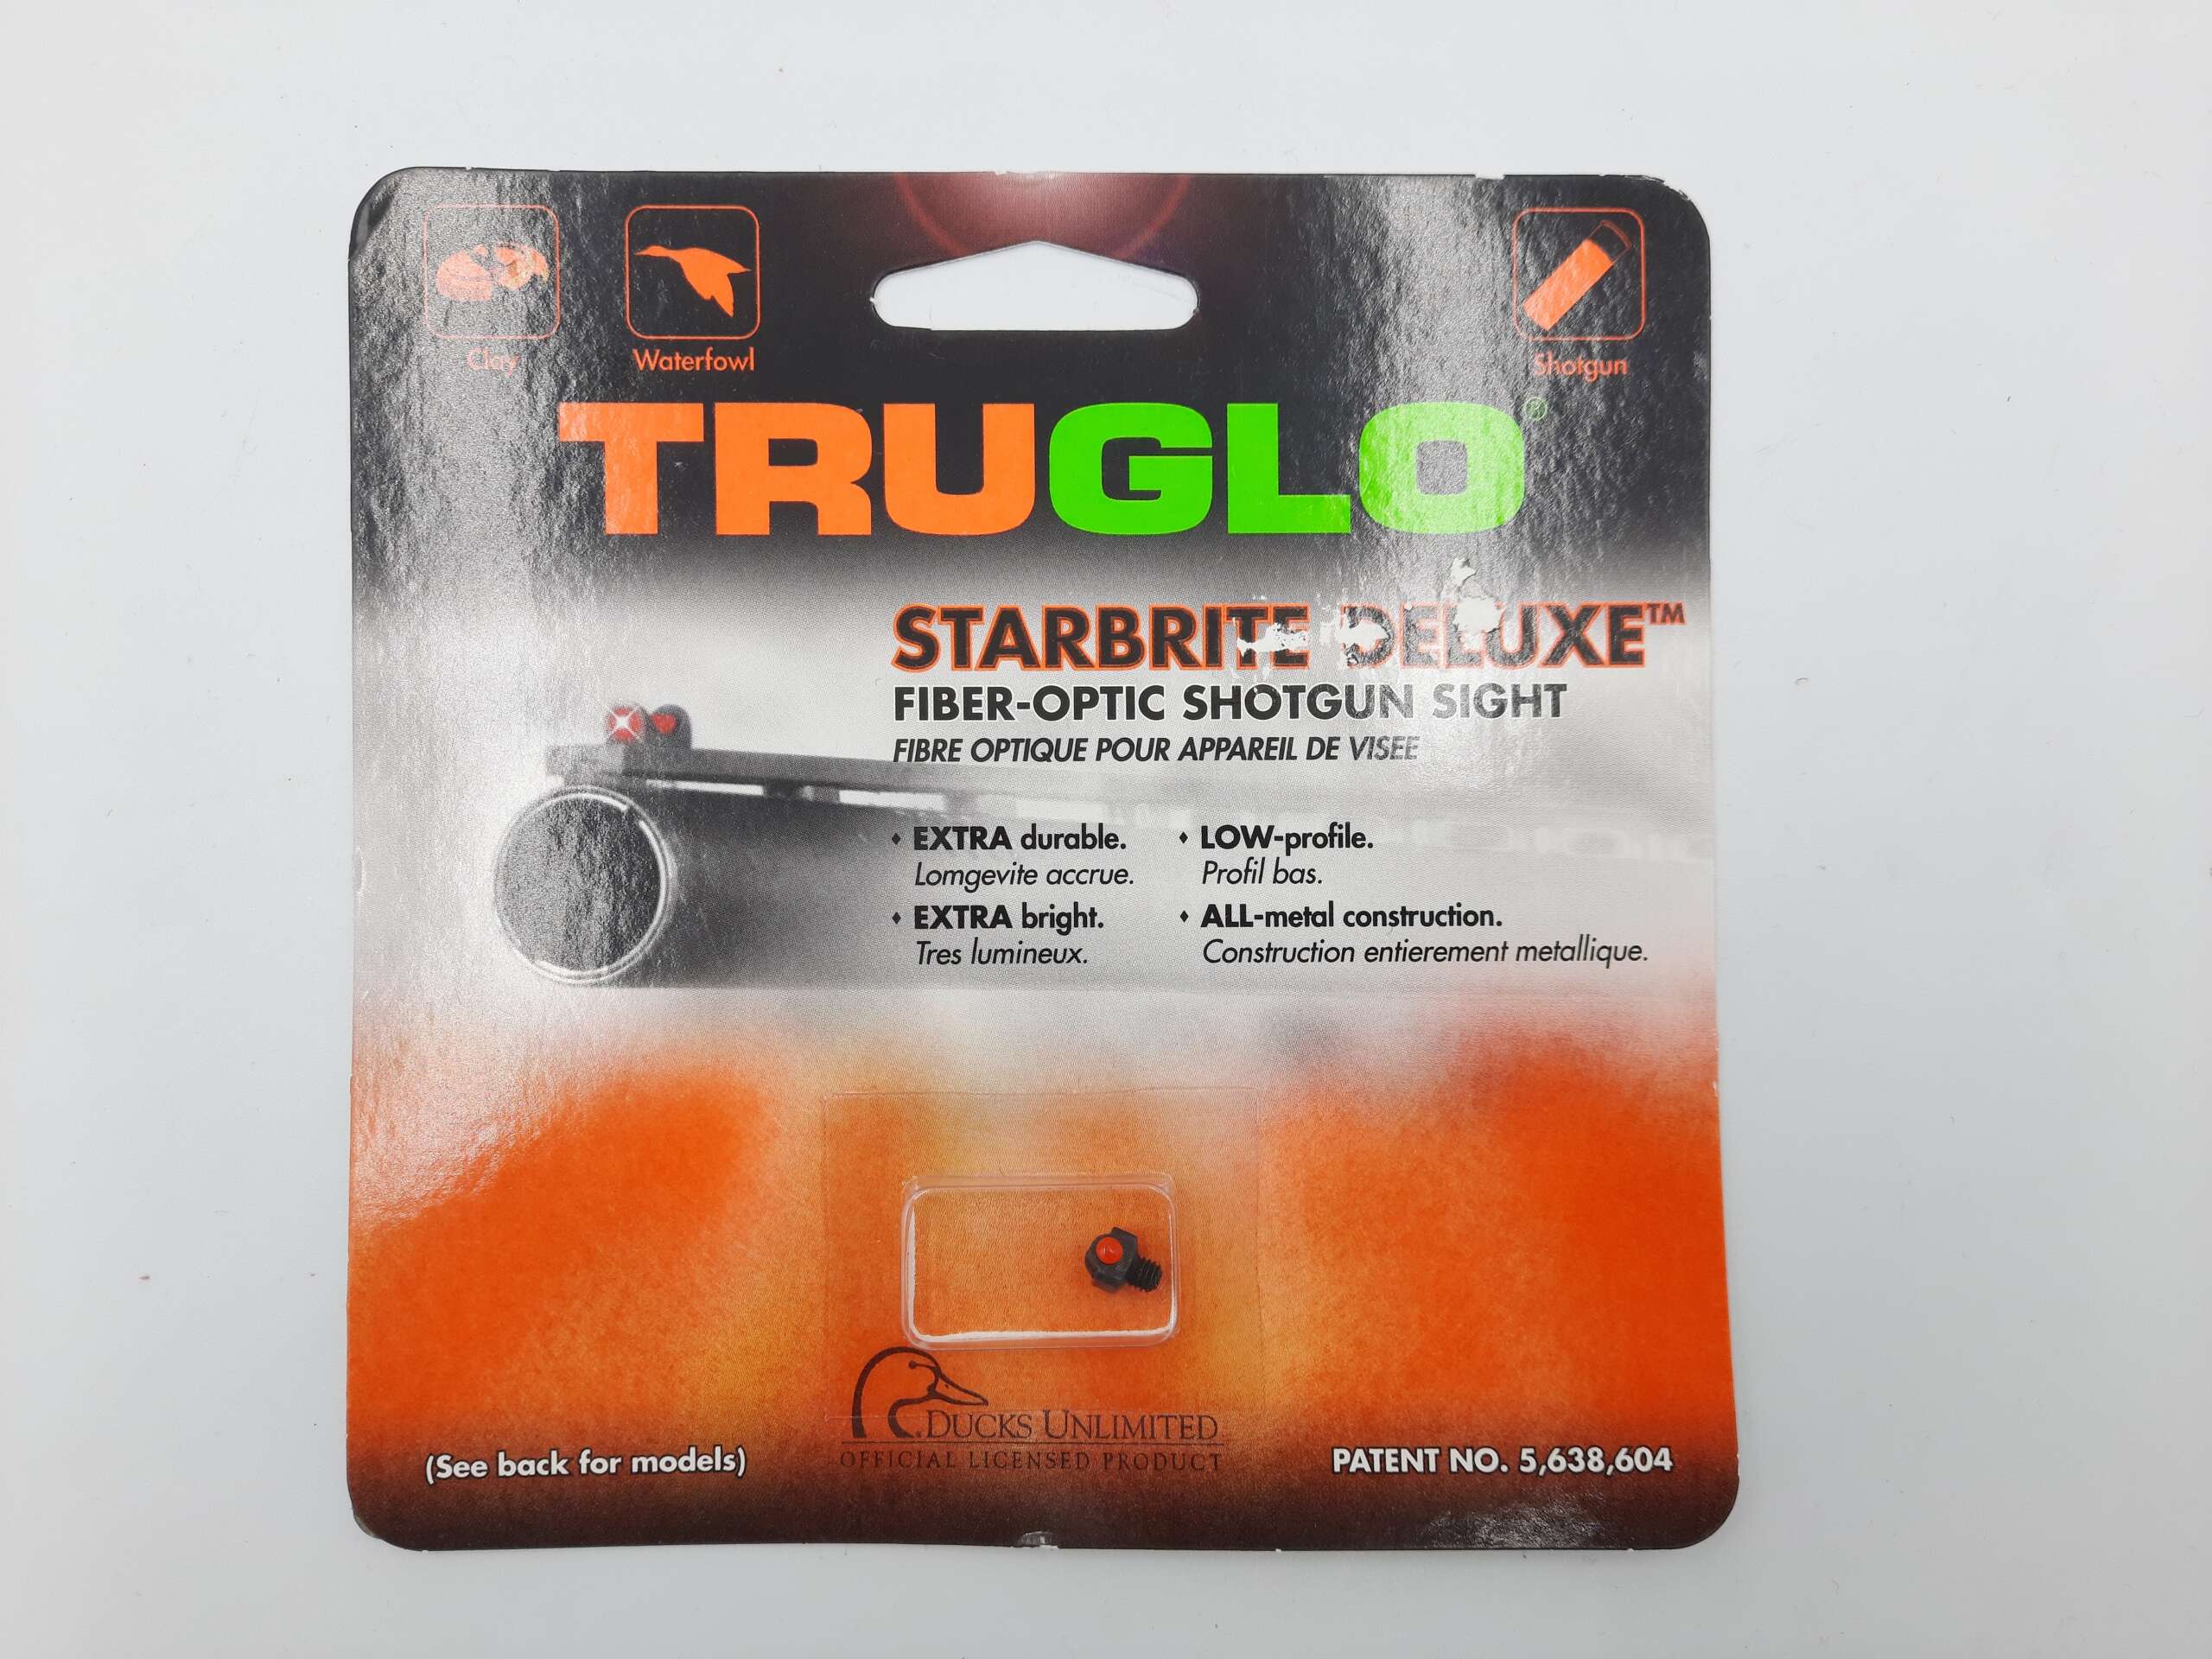 Clay
Waterfowl
Shotgun
TRUGLO®
STARBRITE DELUXE™
FIBER-OPTIC SHOTGUN SIGHT
FIBRE OPTIQUE POUR APPAREIL DE VISEE
⬧ EXTRA durable.
Lomgevite accrue.
⬧ EXTRA bright.
Tres lumineux.
⬧ LOW-profile.
Profil bas.
⬧ ALL-metal construction.
Construction entierement metallique.
DUCKS UNLIMITED
OFFICIAL LICENSED PRODUCT
(See back for models)
PATENT NO. 5,638,604